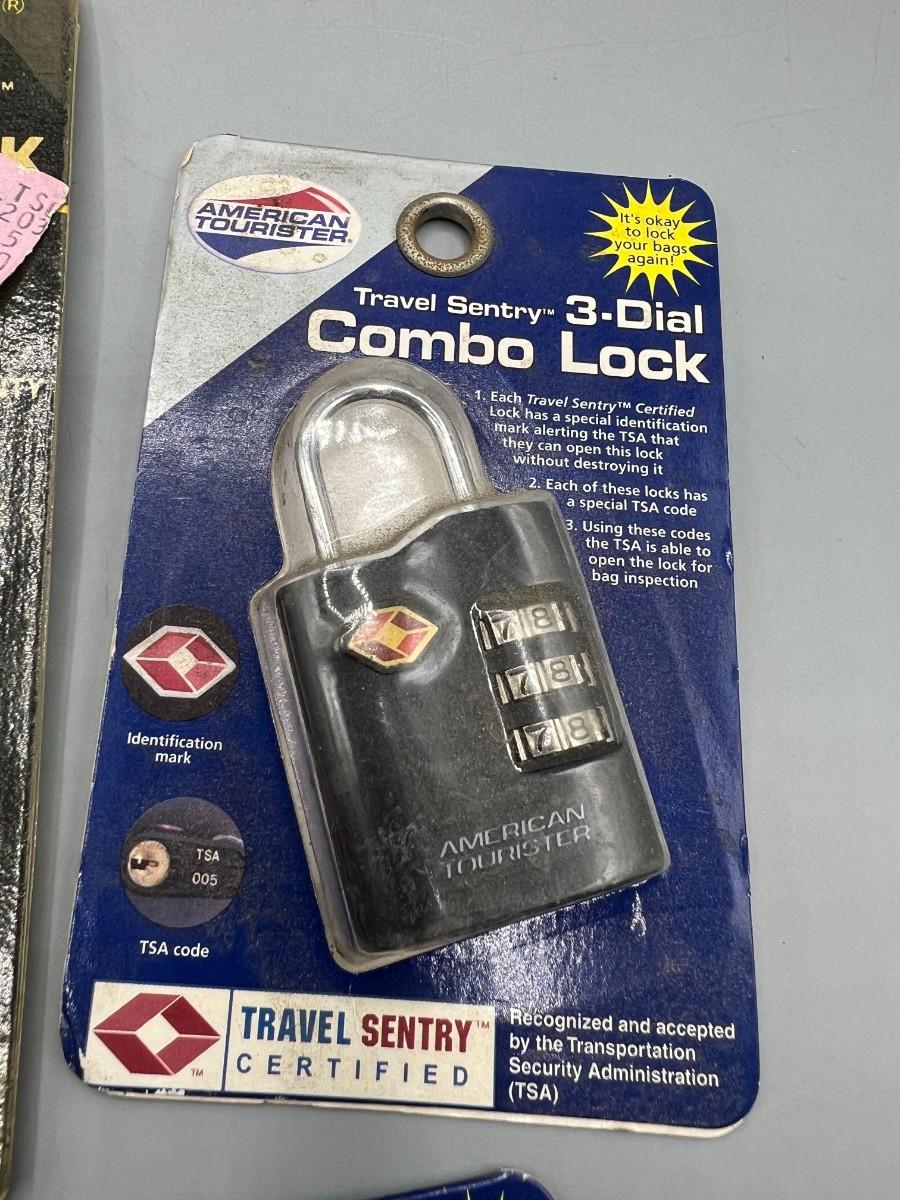 (R)
K
AMERICAN
TOURISTER
It's okay
to lock
your bags
again!
Travel Sentry™ 3-Dial
Combo Lock
1. Each Travel Sentry™ Certified
Lock has a special identification
mark alerting the TSA that
they can open this lock
without destroying it
2. Each of these locks has
a special TSA code
3. Using these codes
the TSA is able to
open the lock for
bag inspection
7 8
7 8
7 8
AMERICAN
TOURISTER
Identification
mark
TSA
005
TSA code
TRAVEL SENTRY™
CERTIFIED
TM
Recognized and accepted
by the Transportation
Security Administration
(TSA)